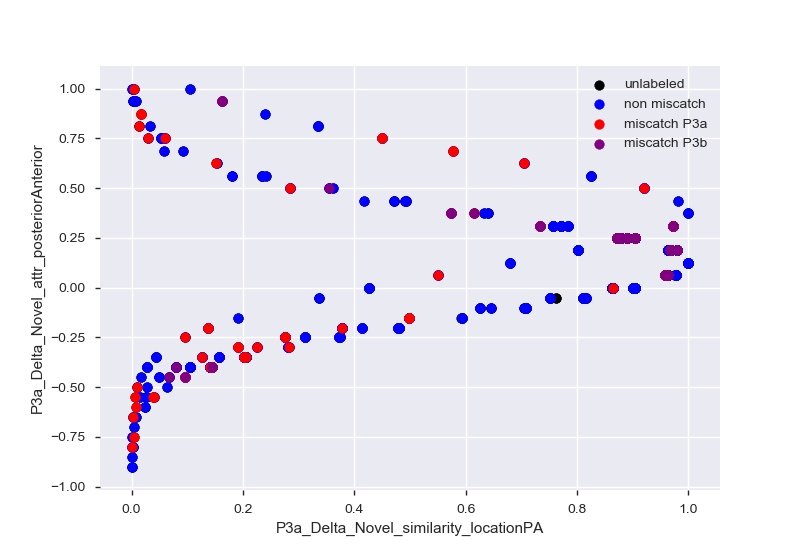 1.00
0.75
0.50
0.25
0.00
−0.25
−0.50
−0.75
−1.00
0.0
0.2
0.4
0.6
0.8
1.0
P3a_Delta_Novel_attr_posteriorAnterior
P3a_Delta_Novel_similarity_locationPA
unlabeled
non miscatch
miscatch P3a
miscatch P3b